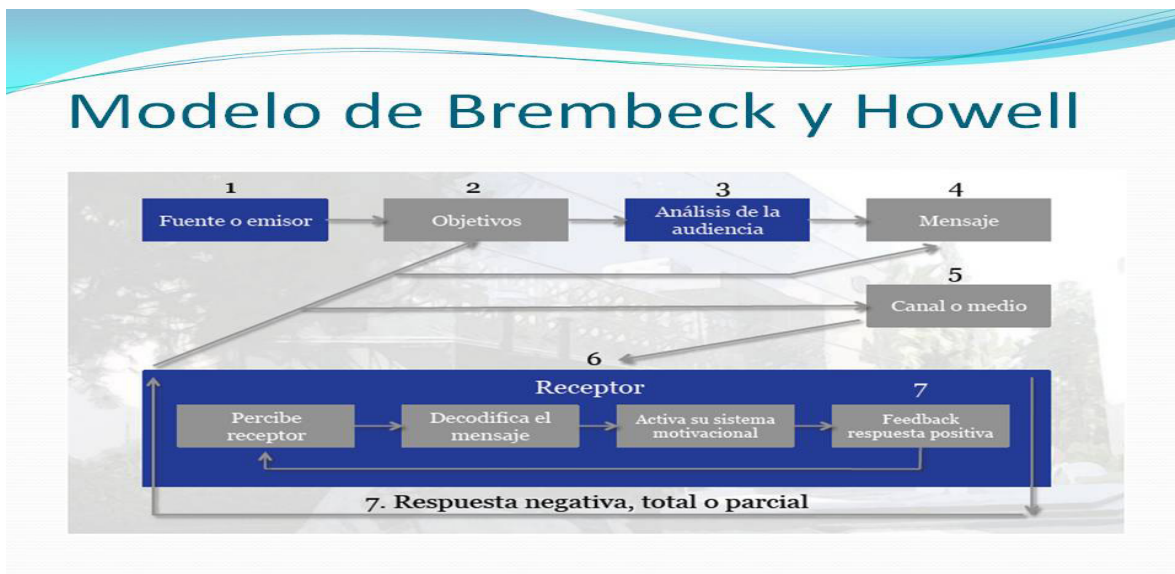 Modelo de Brembeck y Howell
1
2
3
4
Fuente o emisor
Objetivos
Análisis de la
audiencia
Mensaje
5
Canal o medio
6
Receptor
7
Percibe
receptor
Decodifica el
mensaje
Activa su sistema
motivacional
Feedback
respuesta positiva
7. Respuesta negativa, total o parcial